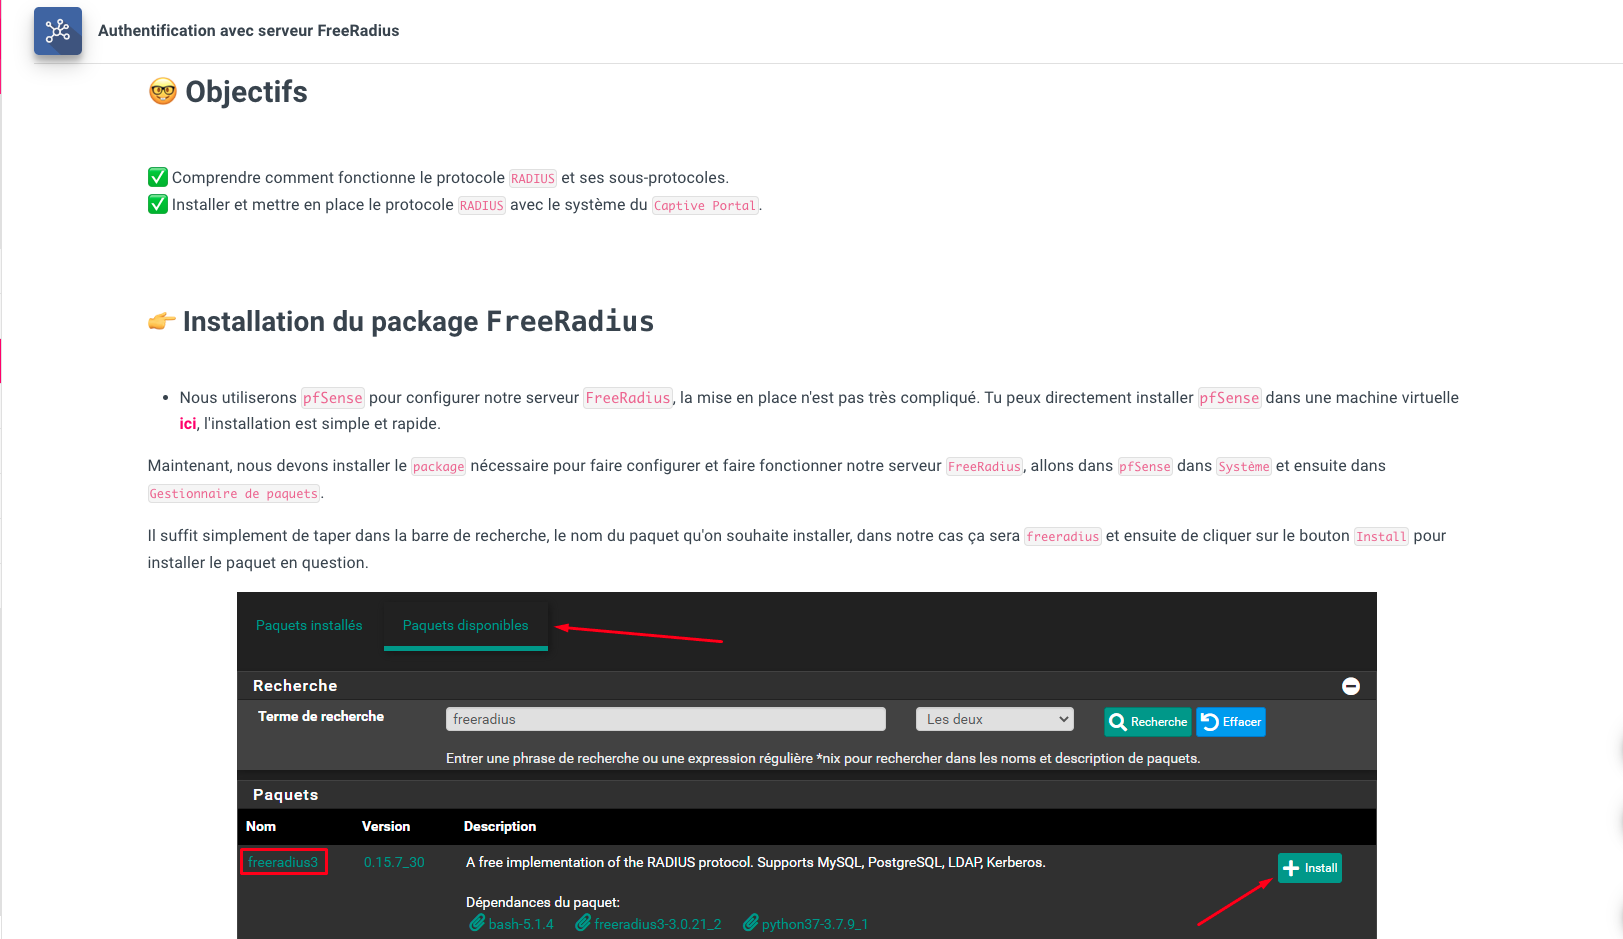 Authentification avec serveur FreeRadius
🤓 Objectifs
✅ Comprendre comment fonctionne le protocole RADIUS et ses sous-protocoles.
✅ Installer et mettre en place le protocole RADIUS avec le système du Captive Portal.
👉 Installation du package FreeRadius
• Nous utiliserons pfSense pour configurer notre serveur FreeRadius, la mise en place n'est pas très compliqué. Tu peux directement installer pfSense dans une machine virtuelle
ici, l'installation est simple et rapide.
Maintenant, nous devons installer le package nécessaire pour faire configurer et faire fonctionner notre serveur FreeRadius, allons dans pfSense dans Système et ensuite dans
Gestionnaire de paquets.
Il suffit simplement de taper dans la barre de recherche, le nom du paquet qu'on souhaite installer, dans notre cas ça sera freeradius et ensuite de cliquer sur le bouton Install pour
installer le paquet en question.
Paquets installés Paquets disponibles
Recherche
Terme de recherche freeradius Les deux Recherche Effacer
Entrer une phrase de recherche ou une expression régulière *nix pour rechercher dans les noms et description de paquets.
Paquets
Nom Version Description
freeradius3 0.15.7_30 A free implementation of the RADIUS protocol. Supports MySQL, PostgreSQL, LDAP, Kerberos.
Install
Dépendances du paquet:
bash-5.1.4 freeradius3-3.0.21_2 python37-3.7.9_1